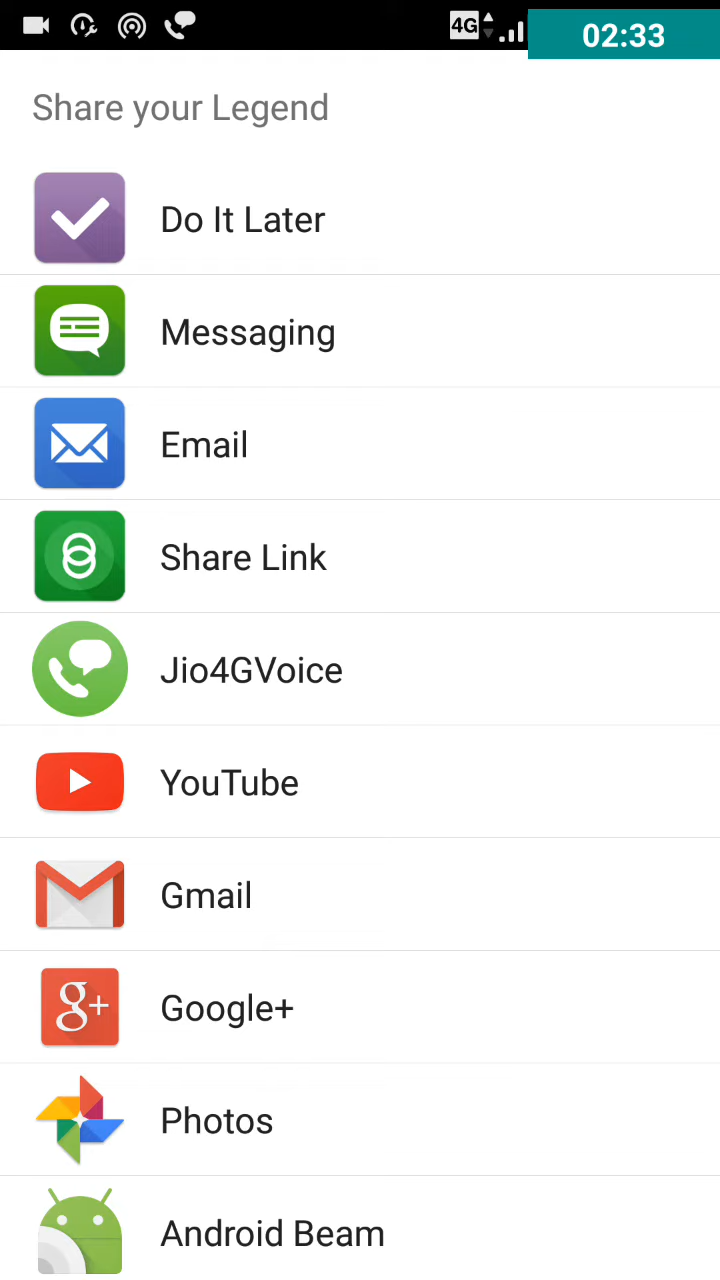 4G
02:33
Share your Legend
Do It Later
Messaging
Email
Share Link
Jio4GVoice
YouTube
Gmail
g+
Google+
Photos
Android Beam